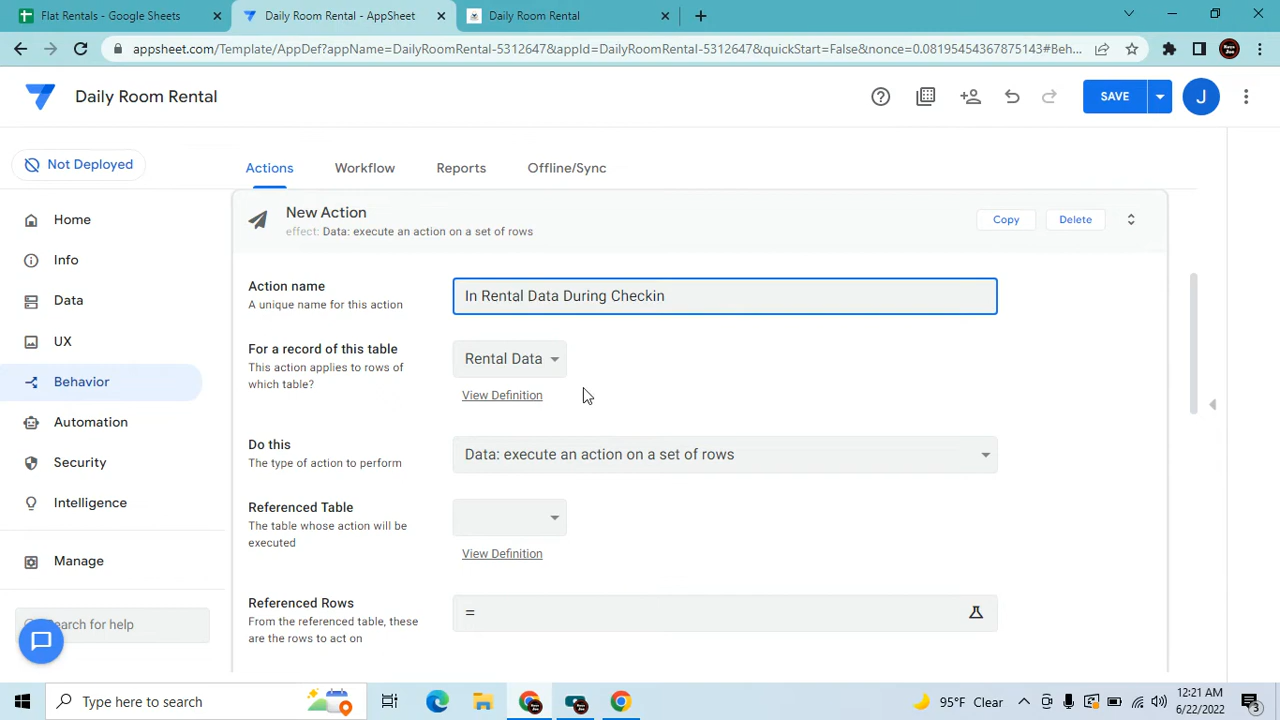 Flat Rentals - Google Sheets
Daily Room Rental - AppSheet
Daily Room Rental
appsheet.com/Template/AppDef?appName=DailyRoomRental-5312647&appId=DailyRoomRental-5312647&quickStart=False&nonce=0.08195454367875143#Beh...
Daily Room Rental
SAVE
J
Not Deployed
Actions
Workflow
Reports
Offline/Sync
Home
Info
Data
UX
Behavior
Automation
Security
Intelligence
Manage
Search for help
New Action
effect: Data: execute an action on a set of rows
Copy
Delete
Action name
A unique name for this action
In Rental Data During Checkin
For a record of this table
This action applies to rows of
which table?
Rental Data
View Definition
Do this
The type of action to perform
Data: execute an action on a set of rows
Referenced Table
The table whose action will be
executed
View Definition
Referenced Rows
From the referenced table, these
are the rows to act on
=
Type here to search
95°F Clear
12:21 AM
6/22/2022
3